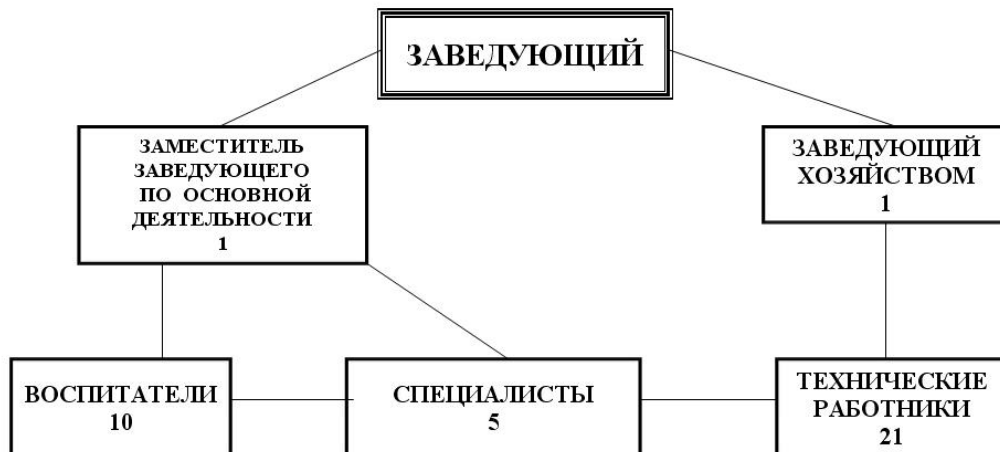 ЗАВЕДУЮЩИЙ
ЗАМЕСТИТЕЛЬ
ЗАВЕДУЮЩЕГО
ПО ОСНОВНОЙ
ДЕЯТЕЛЬНОСТИ
1
ЗАВЕДУЮЩИЙ
ХОЗЯЙСТВОМ
1
ВОСПИТАТЕЛИ
10
СПЕЦИАЛИСТЫ
5
ТЕХНИЧЕСКИЕ
РАБОТНИКИ
21